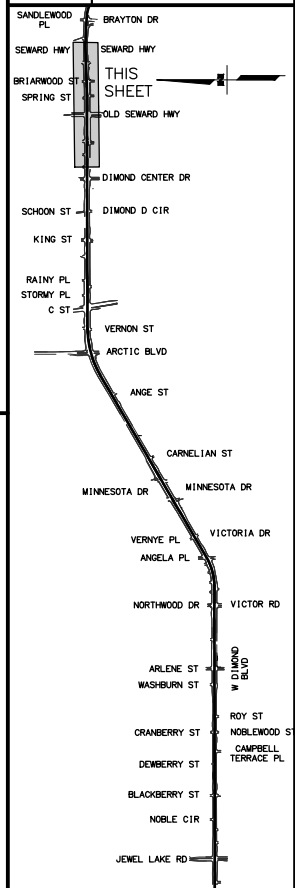 SANDLEWOOD
PL
BRAYTON DR
SEWARD HWY
SEWARD HWY
THIS
SHEET
BRIARWOOD ST
SPRING ST
OLD SEWARD HWY
DIMOND CENTER DR
SCHOON ST
DIMOND D CIR
KING ST
RAINY PL
STORMY PL
C ST
VERNON ST
ARCTIC BLVD
ANGE ST
CARNELIAN ST
MINNESOTA DR
MINNESOTA DR
VICTORIA DR
VERNYE PL
ANGELA PL
NORTHWOOD DR
VICTOR RD
W DIMOND
BLVD
ARLENE ST
WASHBURN ST
ROY ST
CRANBERRY ST
NOBLEWOOD ST
CAMPBELL
TERRACE PL
DEWBERRY ST
BLACKBERRY ST
NOBLE CIR
JEWEL LAKE RD